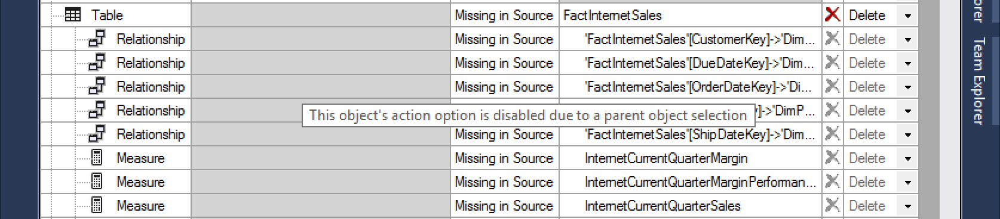 Table Missing in Source FactInternetSales Delete
Relationship Missing in Source 'FactInternetSales'[CustomerKey]->'Dim... Delete
Relationship Missing in Source 'FactInternetSales'[DueDateKey]->'Dim... Delete
Relationship Missing in Source 'FactInternetSales'[OrderDateKey]->'Di... Delete
Relationship ]->'DimP... Delete
This object's action option is disabled due to a parent object selection
Relationship Missing in Source 'FactInternetSales'[ShipDateKey]->'Dim... Delete
Measure Missing in Source InternetCurrentQuarterMargin Delete
Measure Missing in Source InternetCurrentQuarterMarginPerforman... Delete
Measure Missing in Source InternetCurrentQuarterSales Delete
Team Explorer